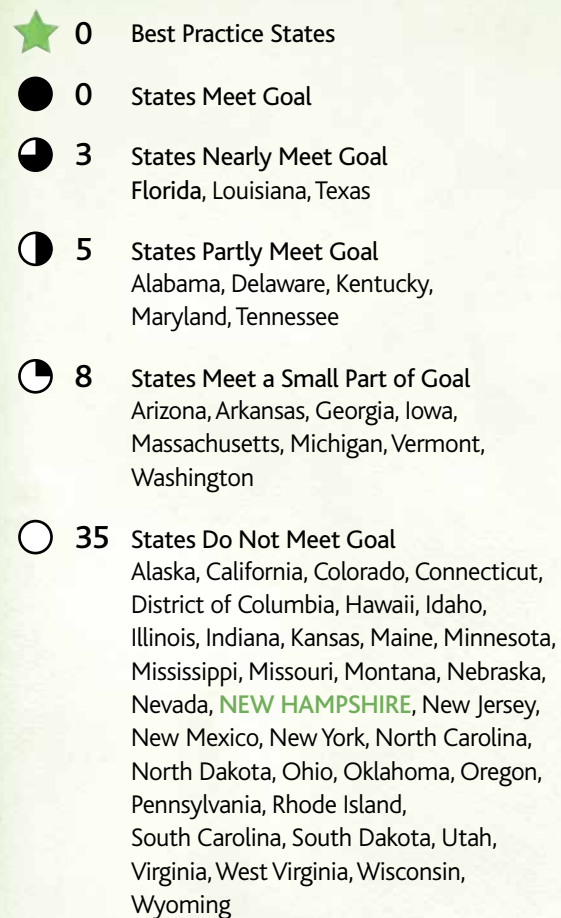 0 Best Practice States
0 States Meet Goal
3 States Nearly Meet Goal
Florida, Louisiana, Texas
5 States Partly Meet Goal
Alabama, Delaware, Kentucky,
Maryland, Tennessee
8 States Meet a Small Part of Goal
Arizona, Arkansas, Georgia, Iowa,
Massachusetts, Michigan, Vermont,
Washington
35 States Do Not Meet Goal
Alaska, California, Colorado, Connecticut,
District of Columbia, Hawaii, Idaho,
Illinois, Indiana, Kansas, Maine, Minnesota,
Mississippi, Missouri, Montana, Nebraska,
Nevada, NEW HAMPSHIRE, New Jersey,
New Mexico, New York, North Carolina,
North Dakota, Ohio, Oklahoma, Oregon,
Pennsylvania, Rhode Island,
South Carolina, South Dakota, Utah,
Virginia, West Virginia, Wisconsin,
Wyoming